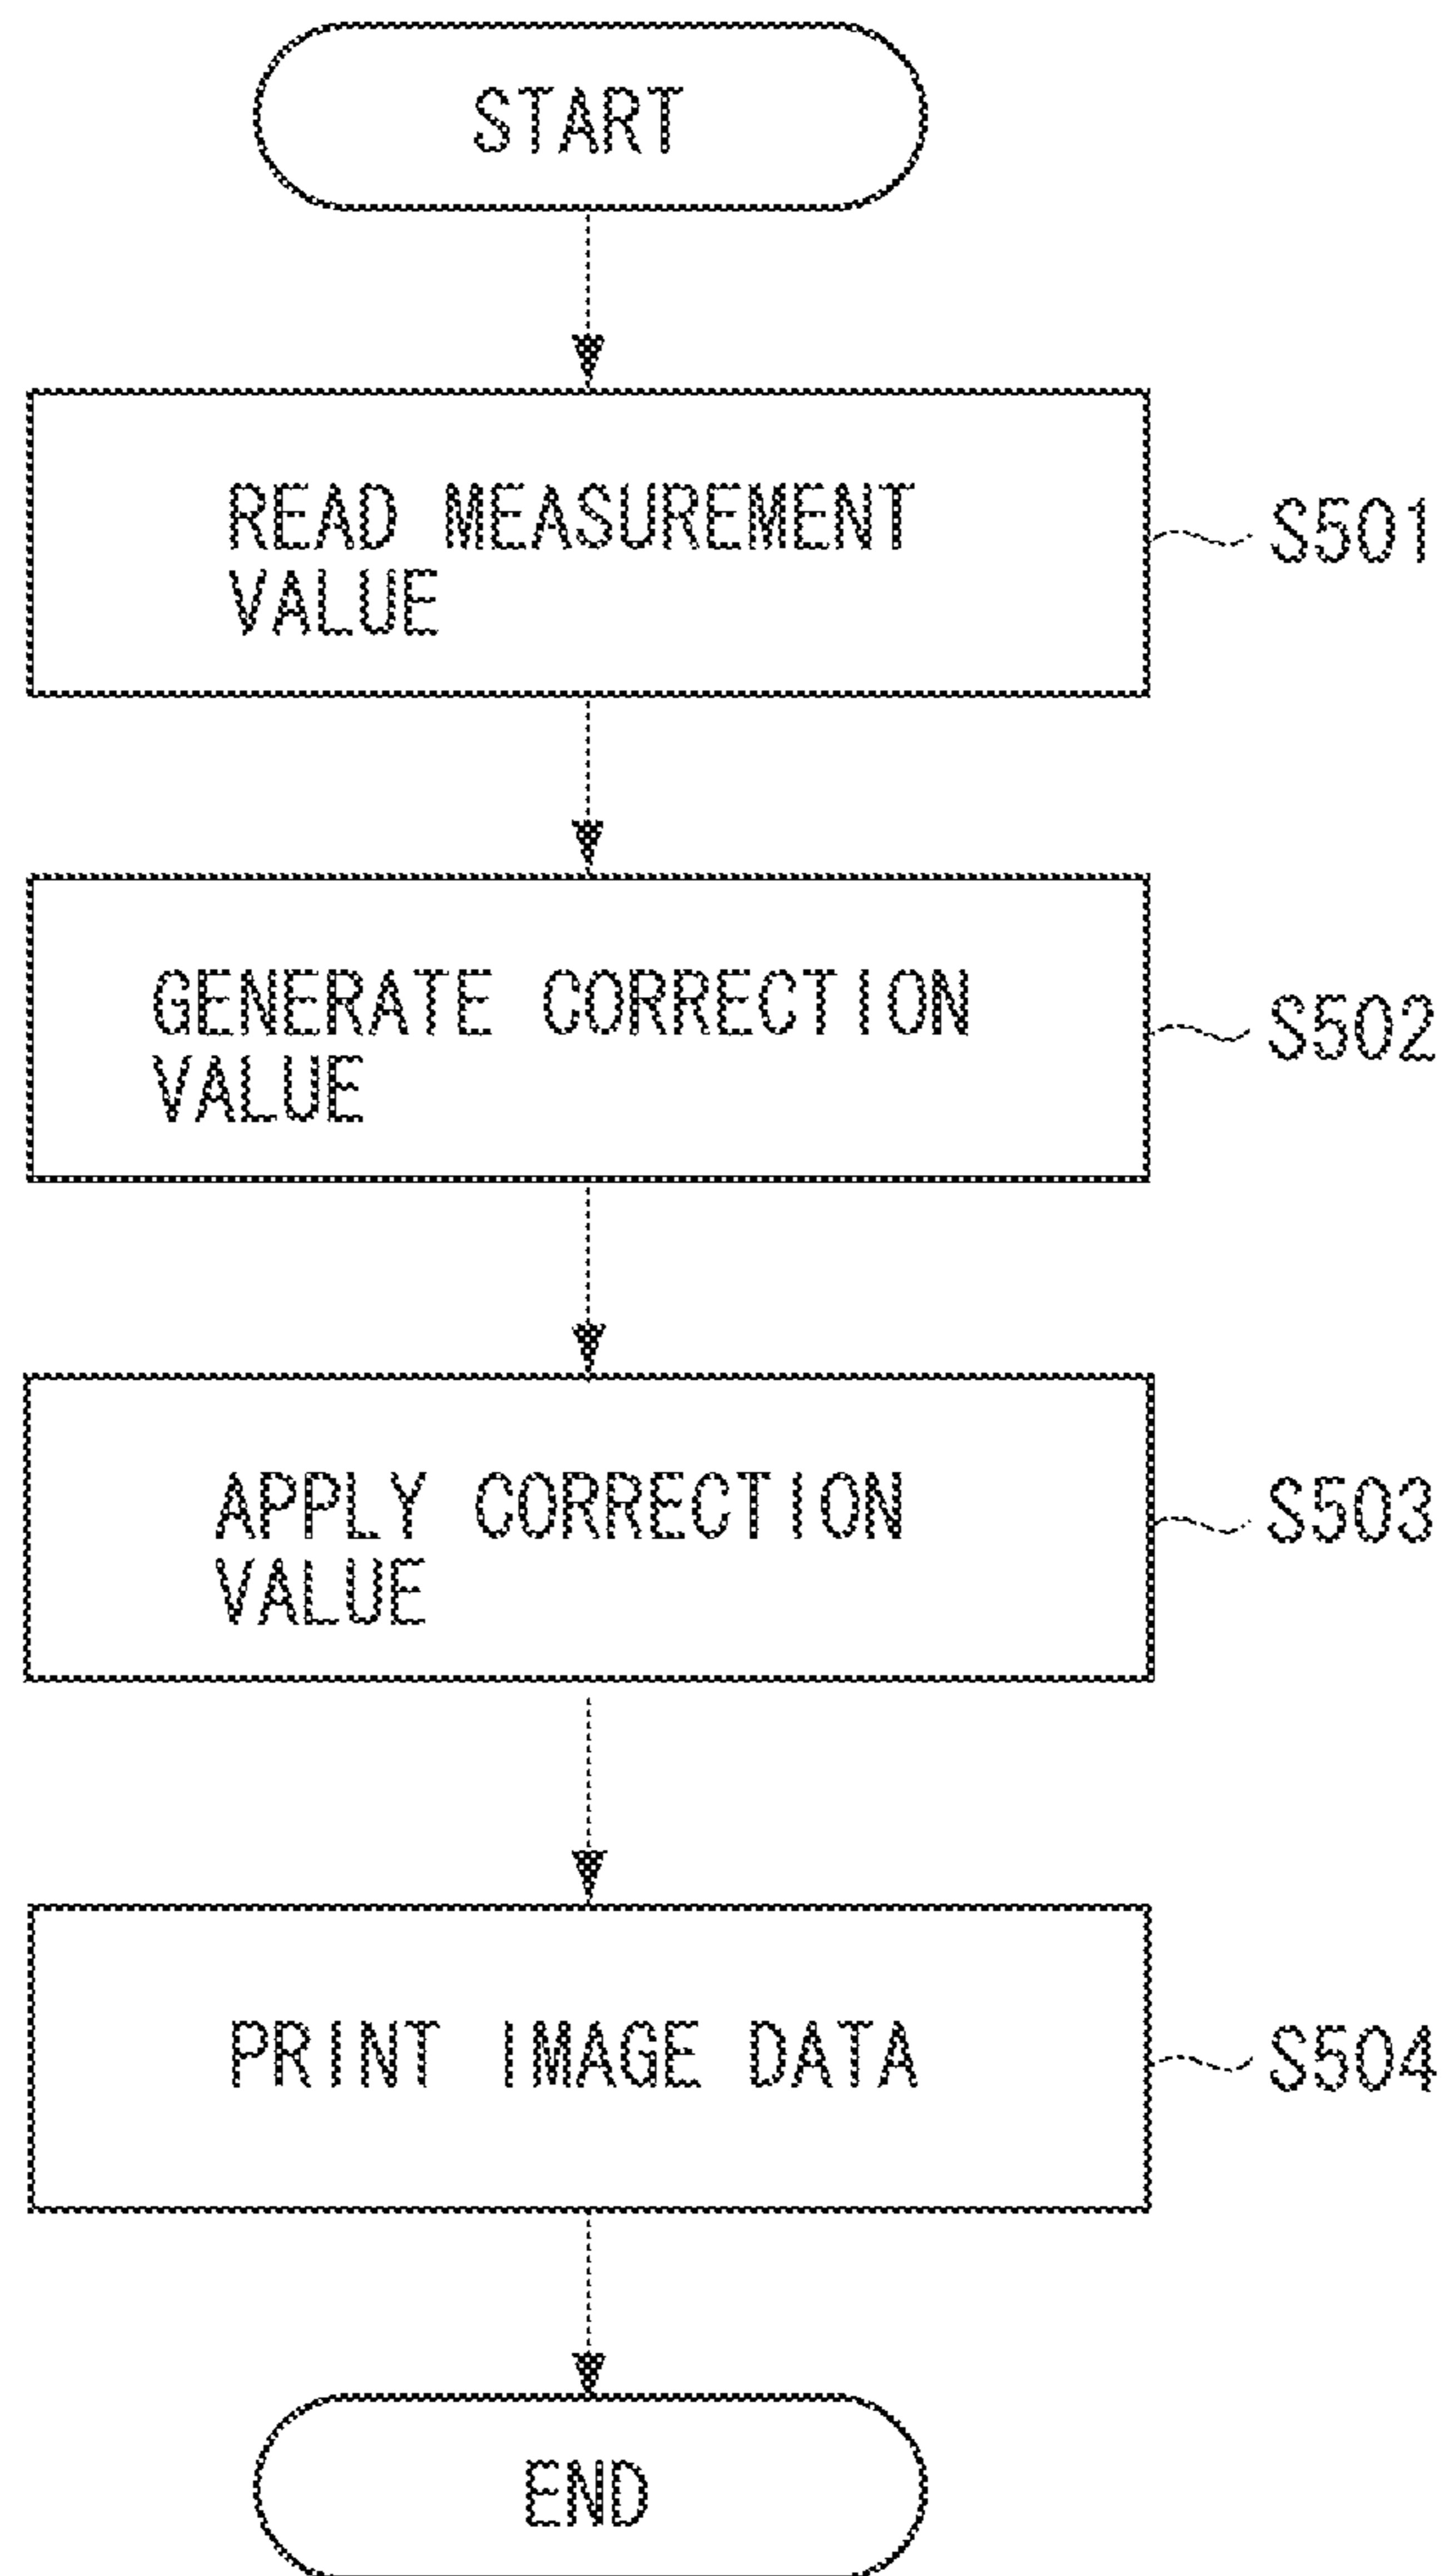 START
READ MEASUREMENT
VALUE
S501
GENERATE CORRECTION
VALUE
S502
APPLY CORRECTION
VALUE
S503
PRINT IMAGE DATA
S504
END